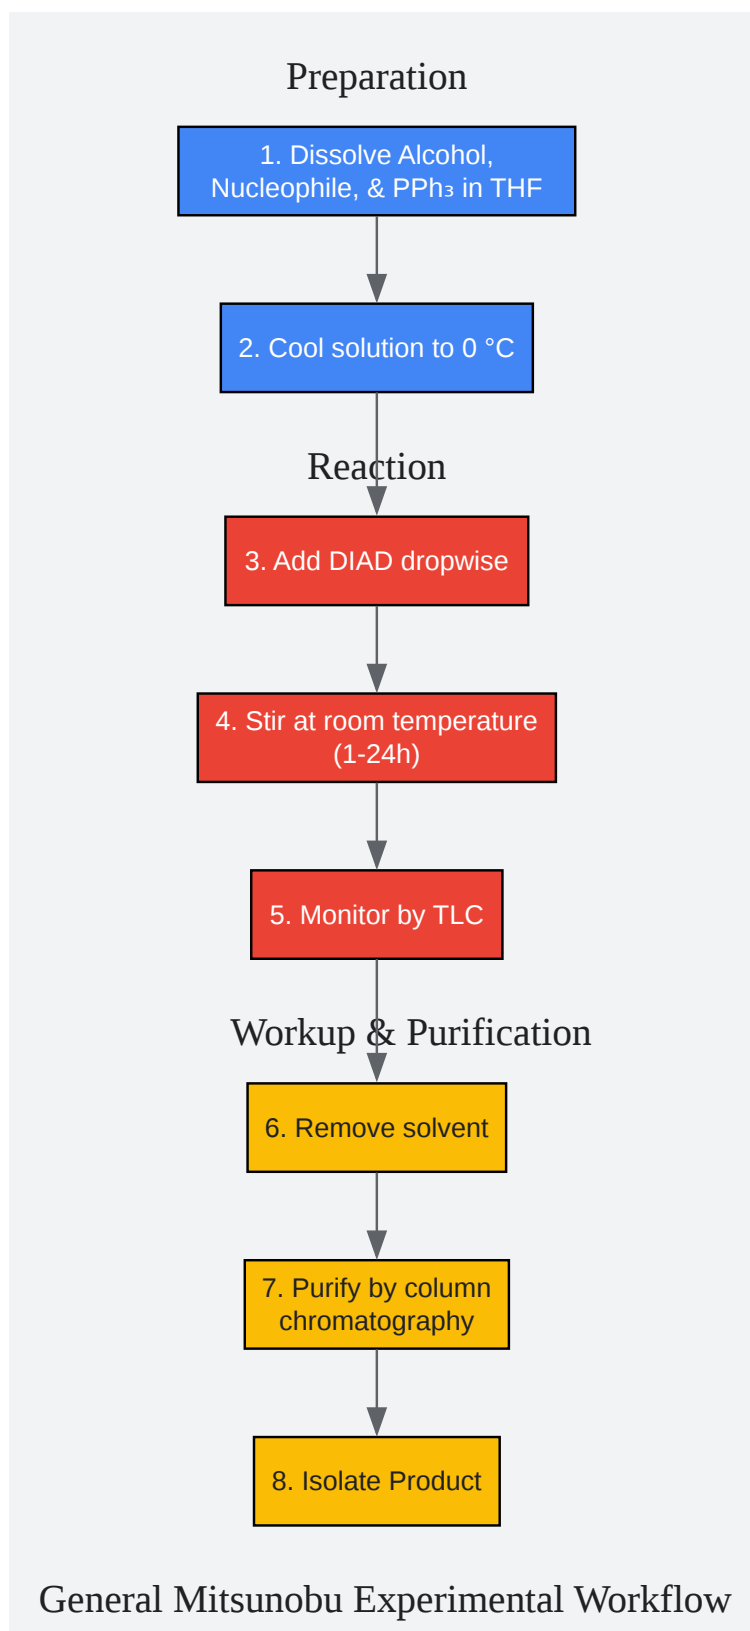 Preparation
1. Dissolve Alcohol,
Nucleophile, & PPh₃ in THF
2. Cool solution to 0 °C
Reaction
3. Add DIAD dropwise
4. Stir at room temperature
(1-24h)
5. Monitor by TLC
Workup & Purification
6. Remove solvent
7. Purify by column
chromatography
8. Isolate Product
General Mitsunobu Experimental Workflow